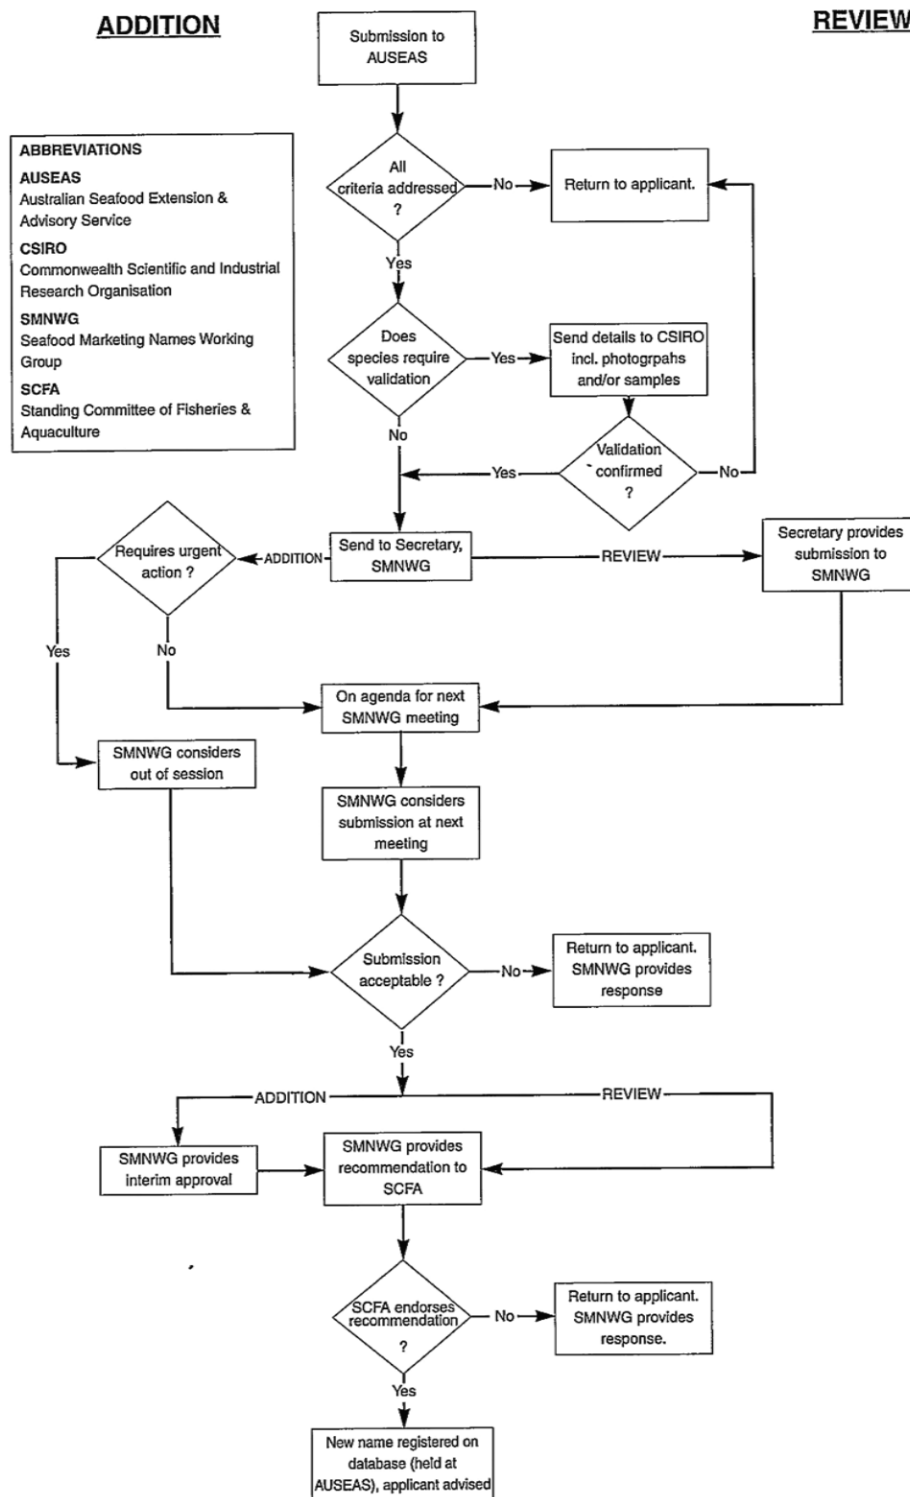 ADDITION
REVIEW
Submission to
AUSEAS
ABBREVIATIONS
AUSEAS
Australian Seafood Extension &
Advisory Service
CSIRO
Commonwealth Scientific and Industrial
Research Organisation
SMNWG
Seafood Marketing Names Working
Group
SCFA
Standing Committee of Fisheries &
Aquaculture
All
criteria addressed
?
No
Return to applicant.
Yes
Does
species require
validation
Yes
Send details to CSIRO
incl. photogrpahs
and/or samples
No
Validation
confirmed
?
Yes
No
Requires urgent
action ?
ADDITION
Send to Secretary,
SMNWG
REVIEW
Secretary provides
submission to
SMNWG
Yes
No
On agenda for next
SMNWG meeting
SMNWG considers
out of session
SMNWG considers
submission at next
meeting
Submission
acceptable ?
No
Return to applicant.
SMNWG provides
response
Yes
ADDITION
REVIEW
SMNWG provides
interim approval
SMNWG provides
recommendation to
SCFA
SCFA endorses
recommendation
?
No
Return to applicant.
SMNWG provides
response.
Yes
New name registered on
database (held at
AUSEAS), applicant advised